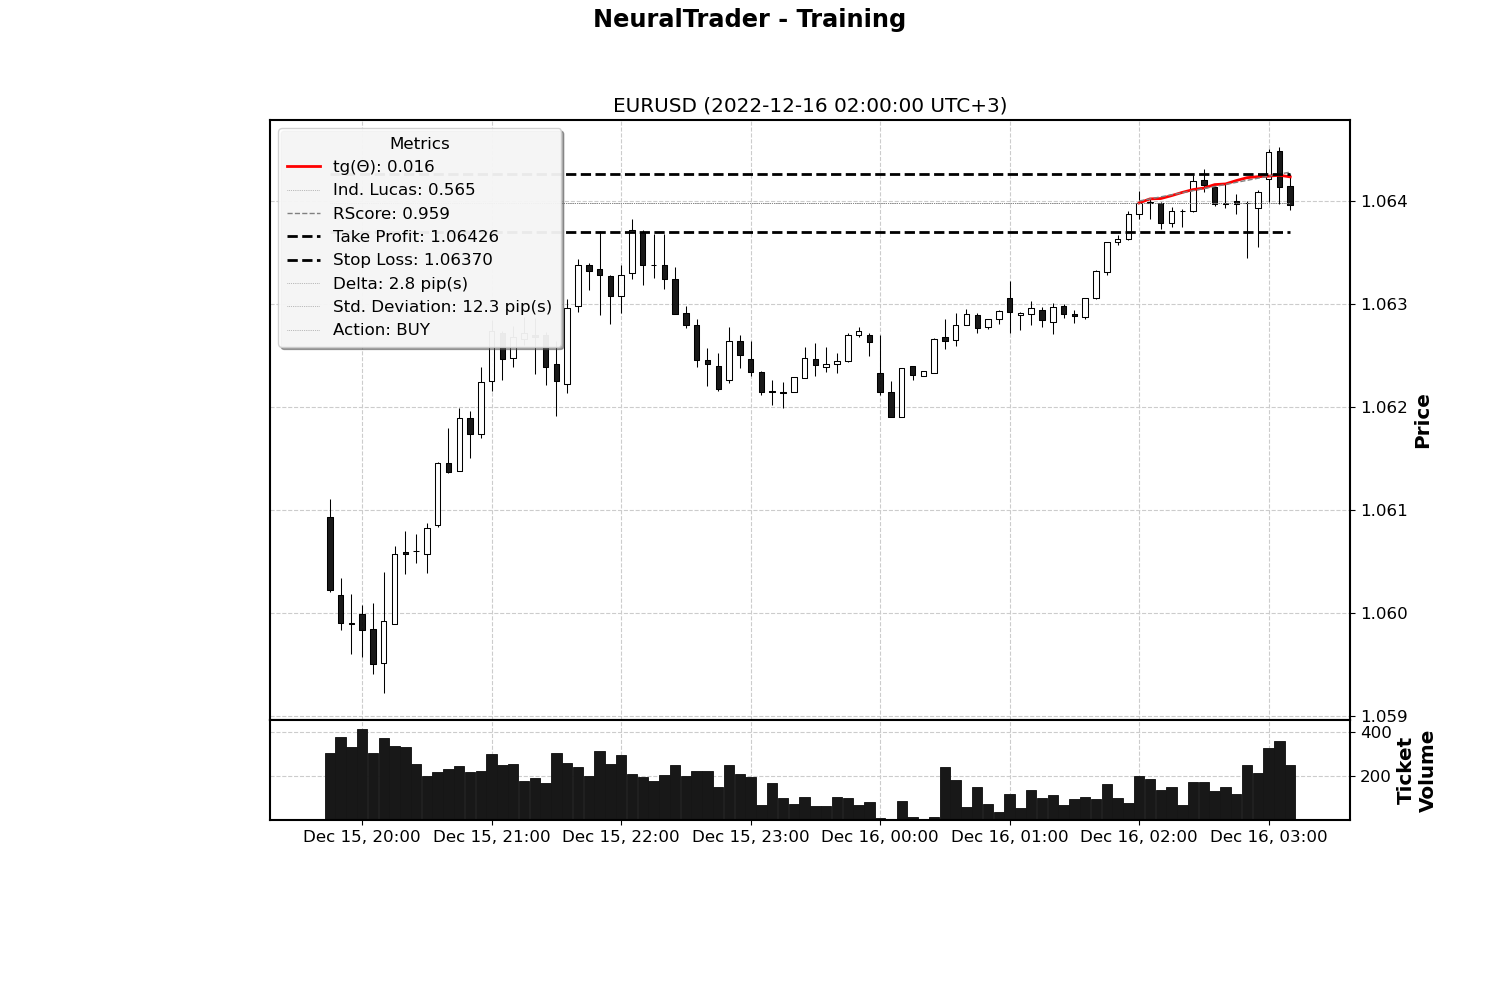 NeuralTrader - Training
EURUSD (2022-12-16 02:00:00 UTC+3)
Metrics
tg(Θ): 0.016
Ind. Lucas: 0.565
RScore: 0.959
Take Profit: 1.06426
Stop Loss: 1.06370
Delta: 2.8 pip(s)
Std. Deviation: 12.3 pip(s)
Action: BUY
1.064
1.063
1.062
1.061
1.060
1.059
Price
400
200
Ticket
Volume
Dec 15, 20:00
Dec 15, 21:00
Dec 15, 22:00
Dec 15, 23:00
Dec 16, 00:00
Dec 16, 01:00
Dec 16, 02:00
Dec 16, 03:00